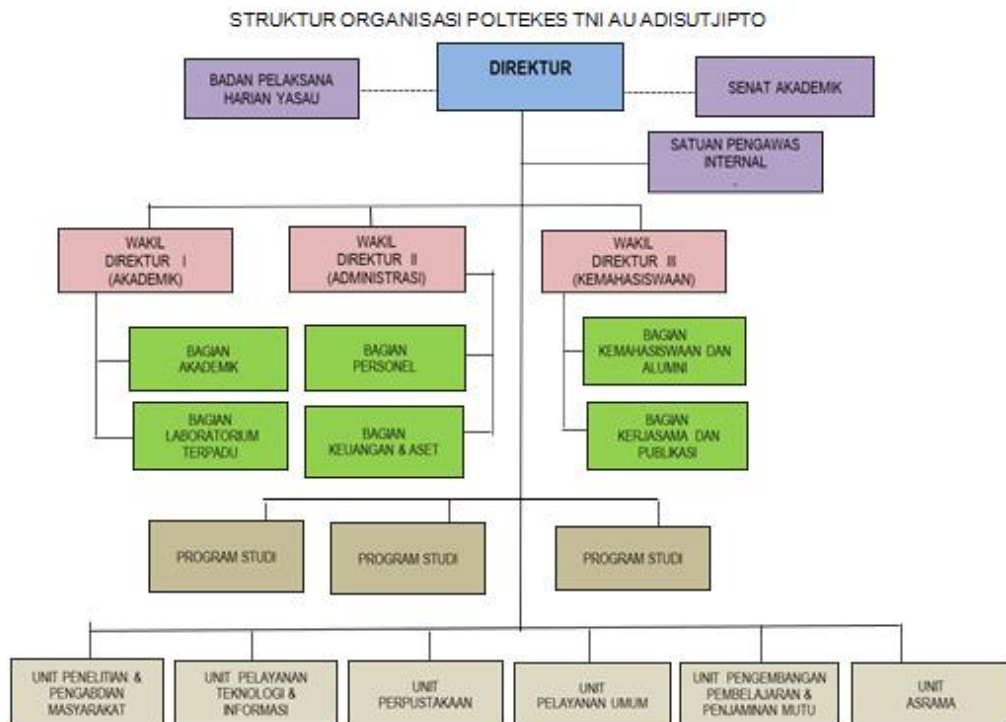 STRUKTUR ORGANISASI POLTEKES TNI AU ADISUTJIPTO
DIREKTUR
BADAN PELAKSANA
HARIAN YASAU
SENAT AKADEMIK
SATUAN PENGAWAS
INTERNAL
WAKIL
DIREKTUR I
(AKADEMIK)
WAKIL
DIREKTUR II
(ADMINISTRASI)
WAKIL
DIREKTUR III
(KEMAHASISWAAN)
BAGIAN
AKADEMIK
BAGIAN
PERSONEL
BAGIAN
KEMAHASISWAAN DAN
ALUMNI
BAGIAN
LABORATORIUM
TERPADU
BAGIAN
KEUANGAN & ASET
BAGIAN
KERJASAMA DAN
PUBLIKASI
PROGRAM STUDI
PROGRAM STUDI
PROGRAM STUDI
UNIT PENELITIAN &
PENGABDIAN
MASYARAKAT
UNIT PELAYANAN
TEKNOLOGI &
INFORMASI
UNIT
PERPUSTAKAAN
UNIT
PELAYANAN UMUM
UNIT PENGEMBANGAN
PEMBELAJARAN &
PENJAMINAN MUTU
UNIT
ASRAMA